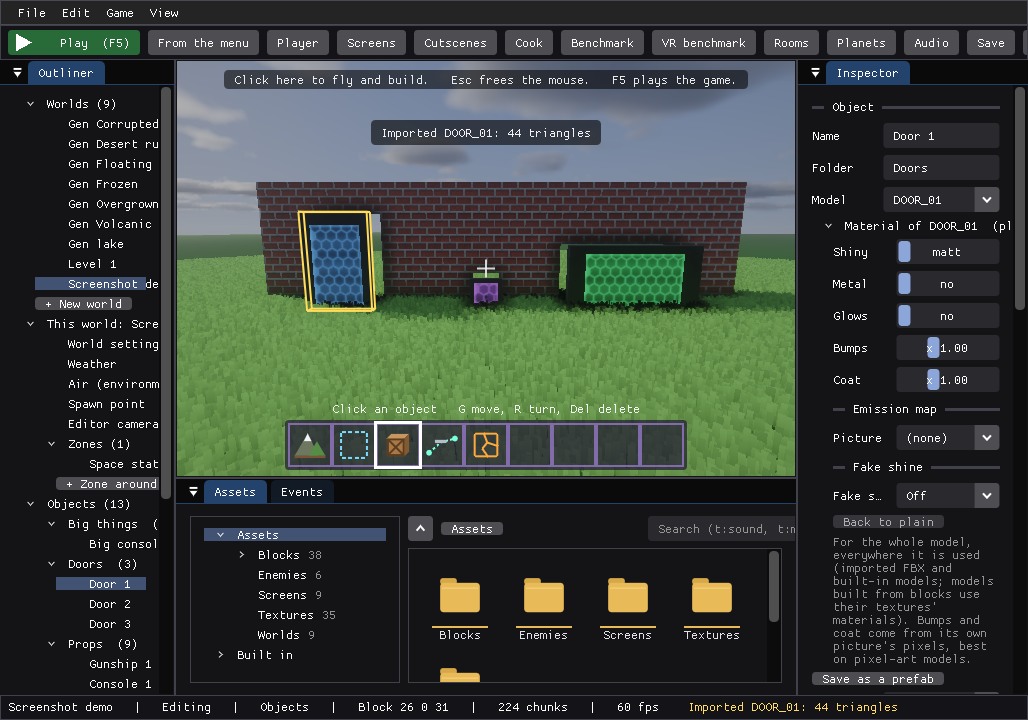 File Edit Game View
Play (F5) From the menu Player Screens Cutscenes Cook Benchmark VR benchmark Rooms Planets Audio Save
Outliner
Worlds (9)
Gen Corrupted
Gen Desert ru
Gen Floating
Gen Frozen
Gen Overgrown
Gen Volcanic
Gen lake
Level 1
Screenshot de
+ New world
This world: Scre
World setting
Weather
Air (environm
Spawn point
Editor camera
Zones (1)
Space stat
+ Zone around
Objects (13)
Big things (
Big consol
Doors (3)
Door 1
Door 2
Door 3
Props (9)
Gunship 1
Console 1
Click here to fly and build. Esc frees the mouse. F5 plays the game.
Imported DOOR_01: 44 triangles
Click an object G move, R turn, Del delete
Assets Events
Assets
Blocks 38
Enemies 6
Screens 9
Textures 35
Worlds 9
Built in
Assets
Search (t:sound, t:n
Blocks Enemies Screens Textures
Inspector
Object
Name Door 1
Folder Doors
Model DOOR_01
Material of DOOR_01 (pl
Shiny matt
Metal no
Glows no
Bumps x 1.00
Coat x 1.00
Emission map
Picture (none)
Fake shine
Fake s… Off
Back to plain
For the whole model,
everywhere it is used
(imported FBX and
built-in models; models
built from blocks use
their textures'
materials). Bumps and
coat come from its own
picture's pixels, best
on pixel-art models.
Save as a prefab
Screenshot demo | Editing | Objects | Block 26 0 31 | 224 chunks | 60 fps Imported DOOR_01: 44 triangles